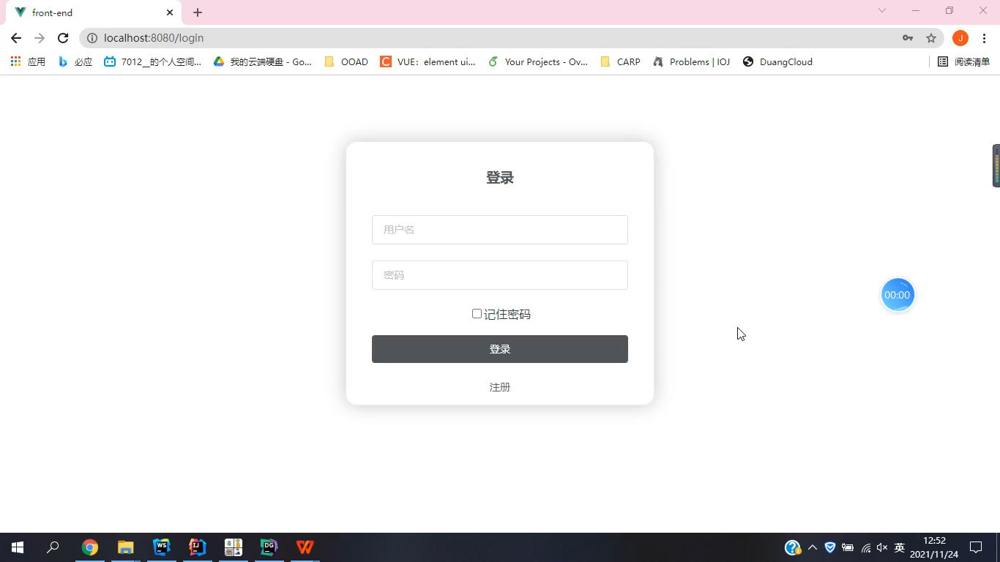 front-end
localhost:8080/login
J
应用
必应
7012__的个人空间...
我的云端硬盘 - Go...
OOAD
C
VUE：element ui...
Your Projects - Ov...
CARP
Problems | IOJ
DuangCloud
阅读清单
登录
用户名
密码
记住密码
登录
注册
00:00
WS
IJ
DG
英
12:52
2021/11/24